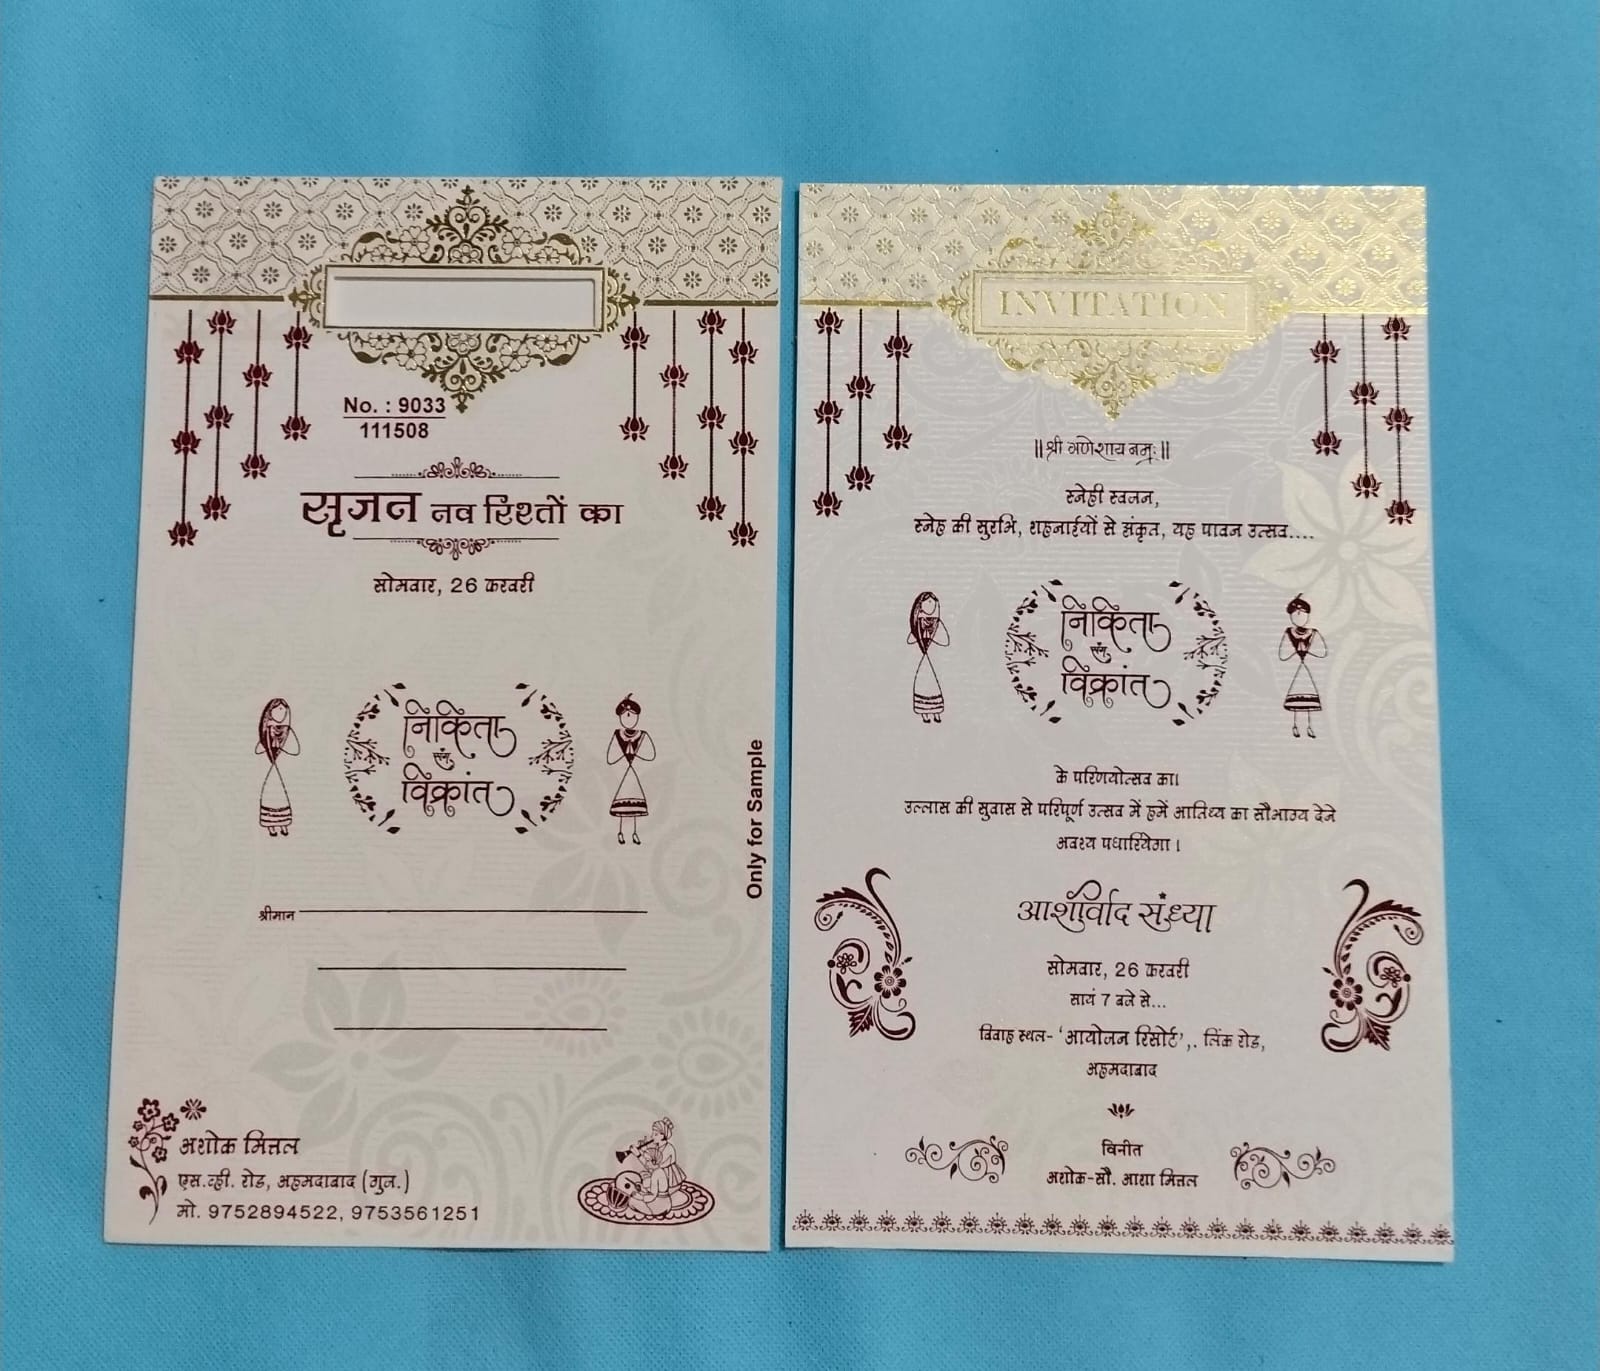 No. : 9033
111508
सृजन नव रिश्तों का
सोमवार, 26 फरवरी
निकिता
संग
विक्रांत
Only for Sample
श्रीमान
अशोक मित्तल
एस.व्ही. रोड, अहमदाबाद (गुज.)
मो. 9752894522, 9753561251
INVITATION
||श्री गणेशाय नमः||
स्नेही स्वजन,
स्नेह की सुरभि, शहनाईयों से झंकृत, यह पावन उत्सव....
निकिता
संग
विक्रांत
के परिणयोत्सव का।
उल्लास की सुवास से परिपूर्ण उत्सव में हमें आतिथ्य का सौभाग्य देने
अवश्य पधारियेगा ।
आर्शीर्वाद संध्या
सोमवार, 26 फरवरी
सायं 7 बजे से...
विवाह स्थल- ‘आयोजन रिसोर्ट’,. लिंक रोड,
अहमदाबाद
विनीत
अशोक-सौ. आशा मित्तल